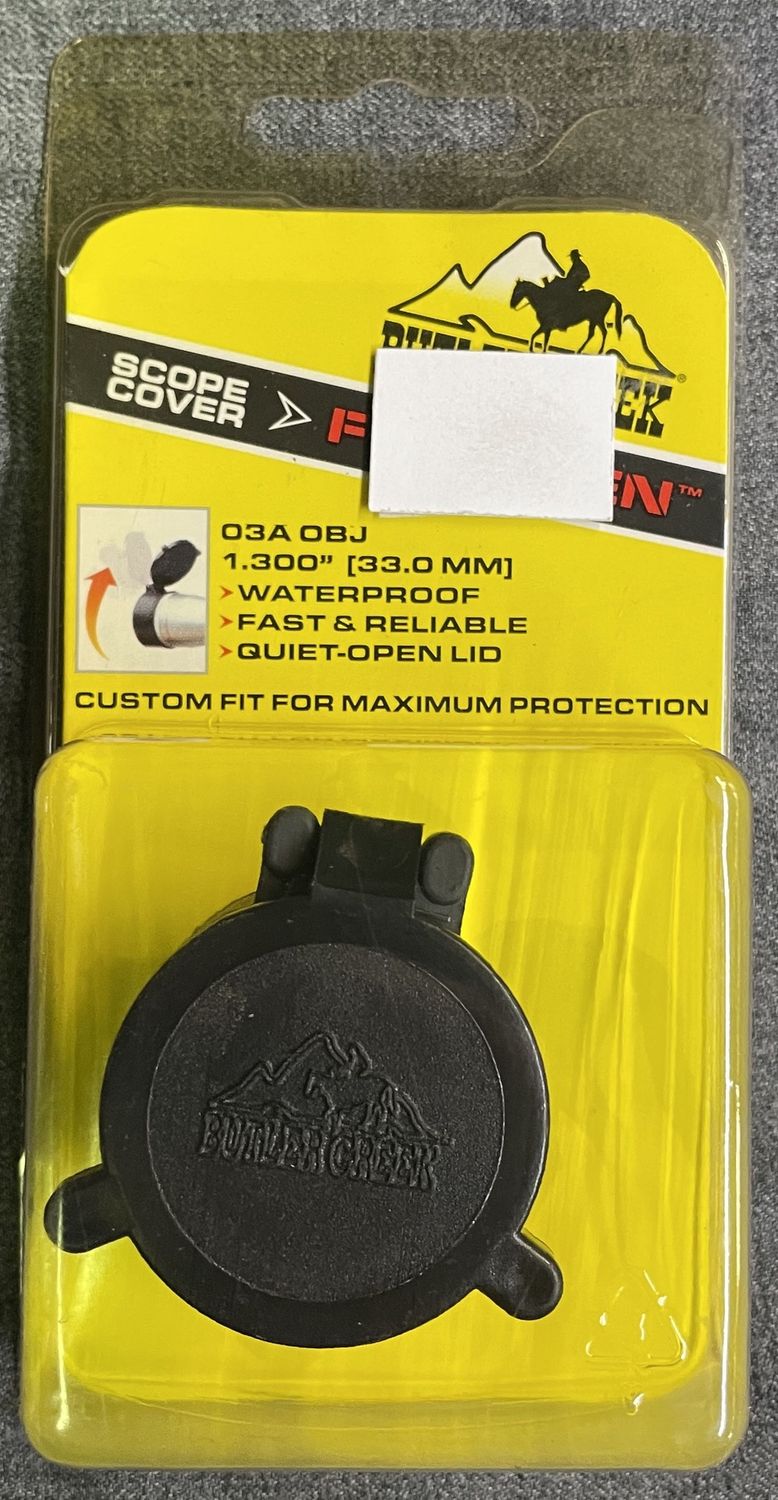 SCOPE
COVER
03A OBJ
1.300” [33.0 MM]
WATERPROOF
FAST & RELIABLE
QUIET-OPEN LID
CUSTOM FIT FOR MAXIMUM PROTECTION
BUTLER CREEK